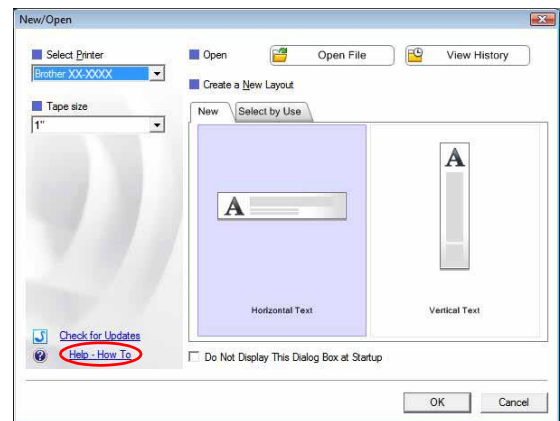 New/Open
Select Printer
Brother XX-XXXX
Tape size
1"
Check for Updates
Help - How To
Open
Open File
View History
Create a New Layout
New
Select by Use
A
A
Horizontal Text
Vertical Text
Do Not Display This Dialog Box at Startup
OK
Cancel